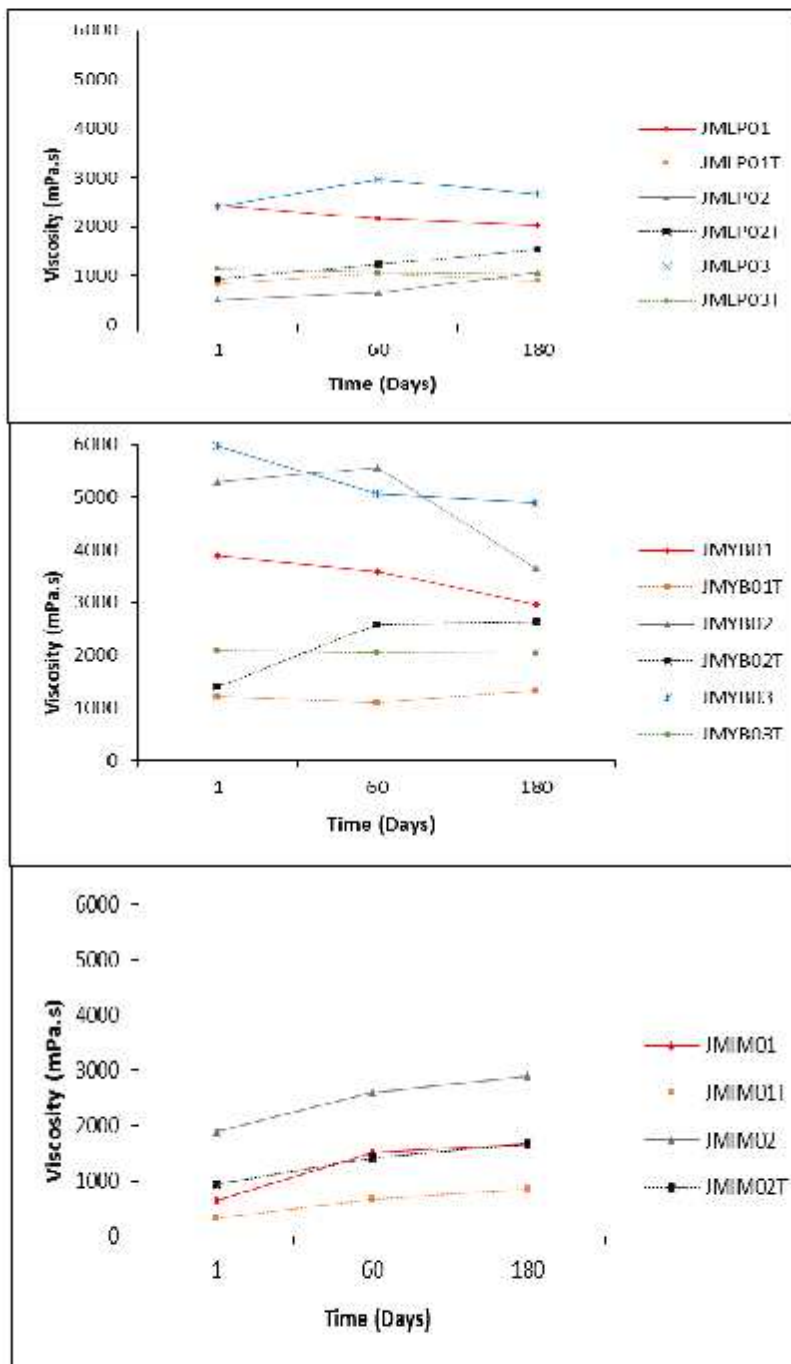 6000
5000
4000
3000
2000
1000
0
Viscosity (mPa.s)
1
60
180
Time (Days)
JMLP01
JMLP01T
JMLP02
JMLP02T
JMLP03
JMLP03T
6000
5000
4000
3000
2000
1000
0
Viscosity (mPa.s)
1
60
180
Time (Days)
JMYB01
JMYB01T
JMYB02
JMYB02T
JMYB03
JMYB03T
6000
5000
4000
3000
2000
1000
0
Viscosity (mPa.s)
1
60
180
Time (Days)
JMIM01
JMIM01T
JMIM02
JMIM02T